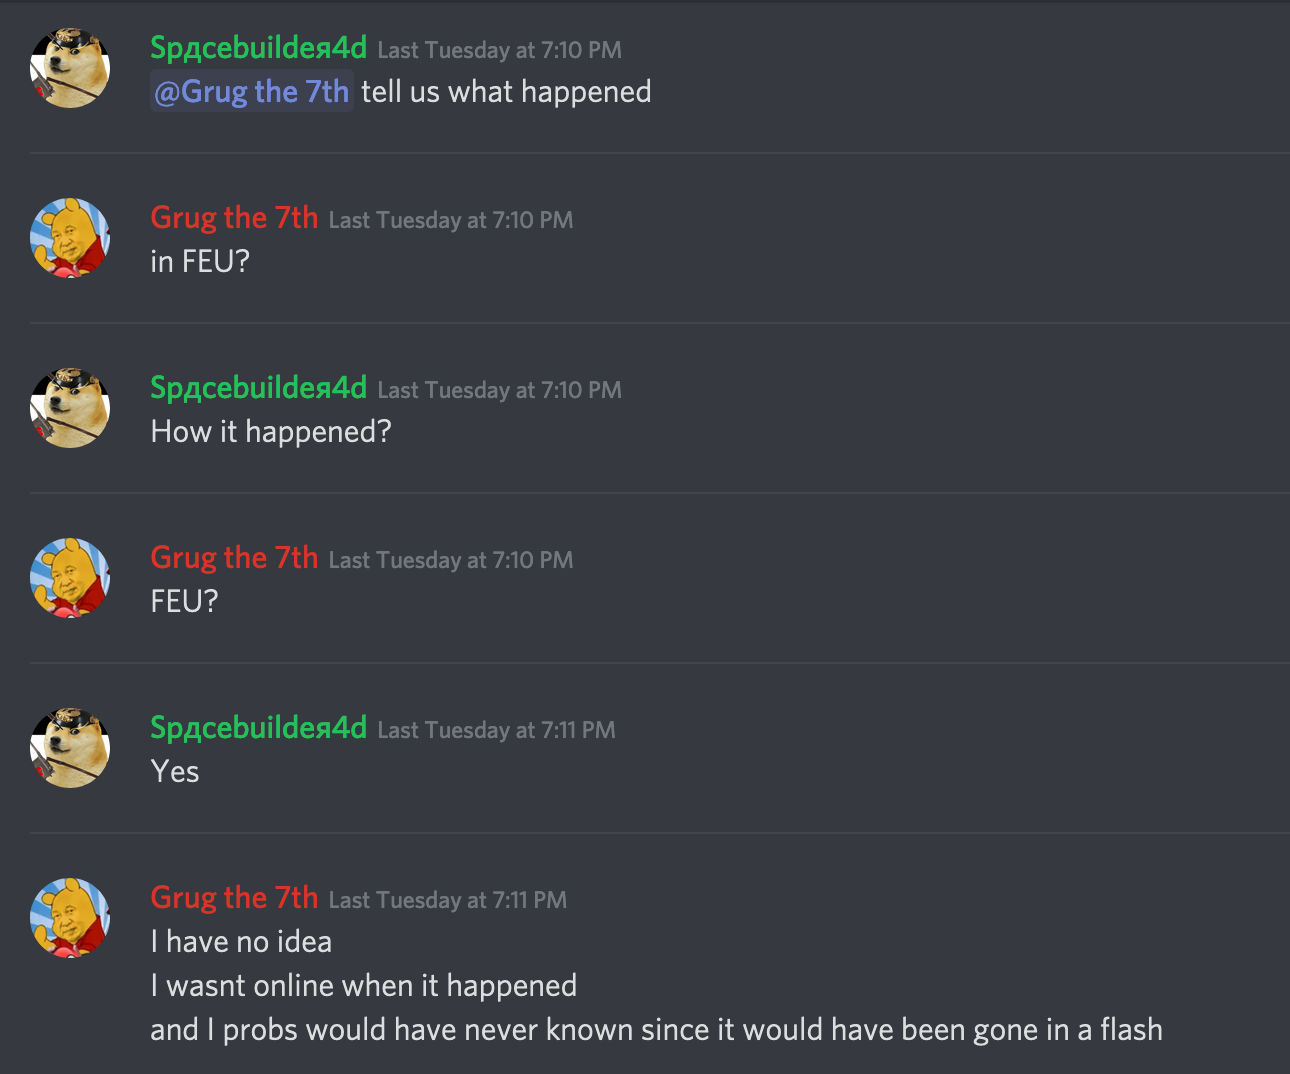 Spдcebuildeя4d Last Tuesday at 7:10 PM
@Grug the 7th tell us what happened
Grug the 7th Last Tuesday at 7:10 PM
in FEU?
Spдcebuildeя4d Last Tuesday at 7:10 PM
How it happened?
Grug the 7th Last Tuesday at 7:10 PM
FEU?
Spдcebuildeя4d Last Tuesday at 7:11 PM
Yes
Grug the 7th Last Tuesday at 7:11 PM
I have no idea
I wasnt online when it happened
and I probs would have never known since it would have been gone in a flash